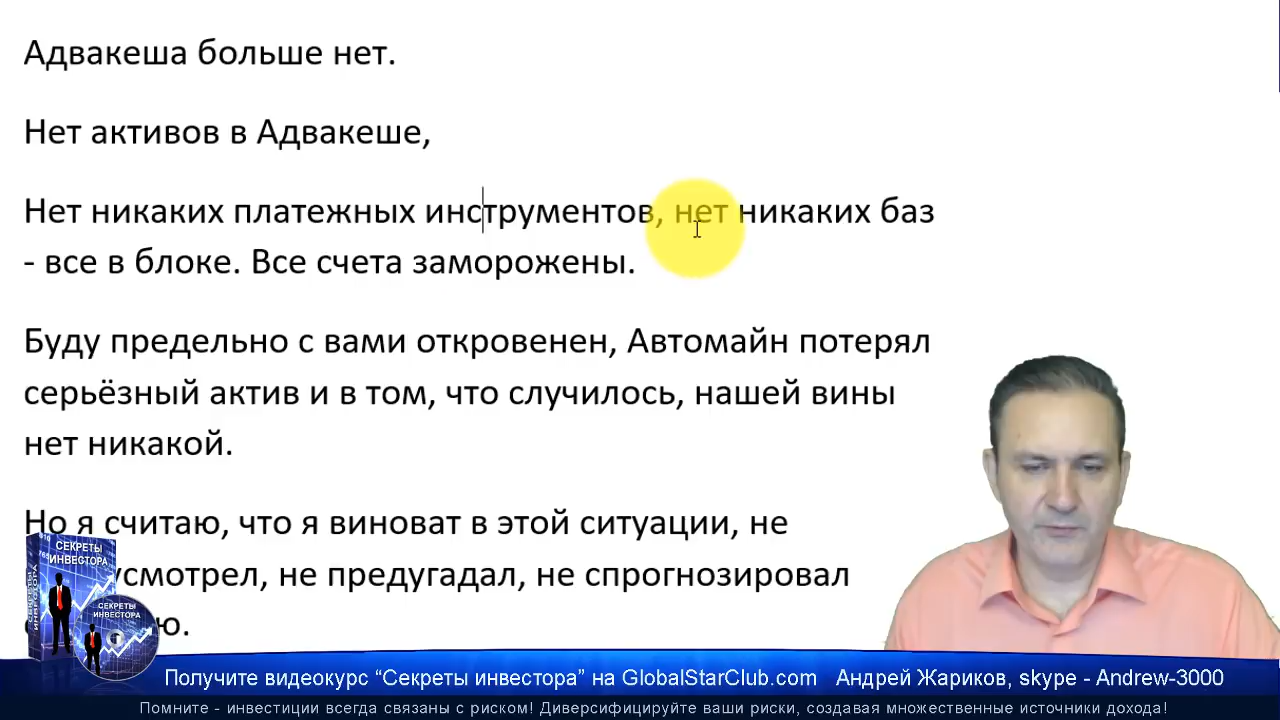 Адвакеша больше нет.
Нет активов в Адвакеше,
Нет никаких платежных инструментов, нет никаких баз
- все в блоке. Все счета заморожены.
Буду предельно с вами откровенен, Автомайн потерял
серьёзный актив и в том, что случилось, нашей вины
нет никакой.
Но я считаю, что я виноват в этой ситуации, не
усмотрел, не предугадал, не спрогнозировал
ю.
СЕКРЕТЫ
ИНВЕСТОРА
СЕКРЕТЫ
ИНВЕСТОРА
Получите видеокурс “Секреты инвестора” на GlobalStarClub.com Андрей Жариков, skype - Andrew-3000
Помните - инвестиции всегда связаны с риском! Диверсифицируйте ваши риски, создавая множественные источники дохода!